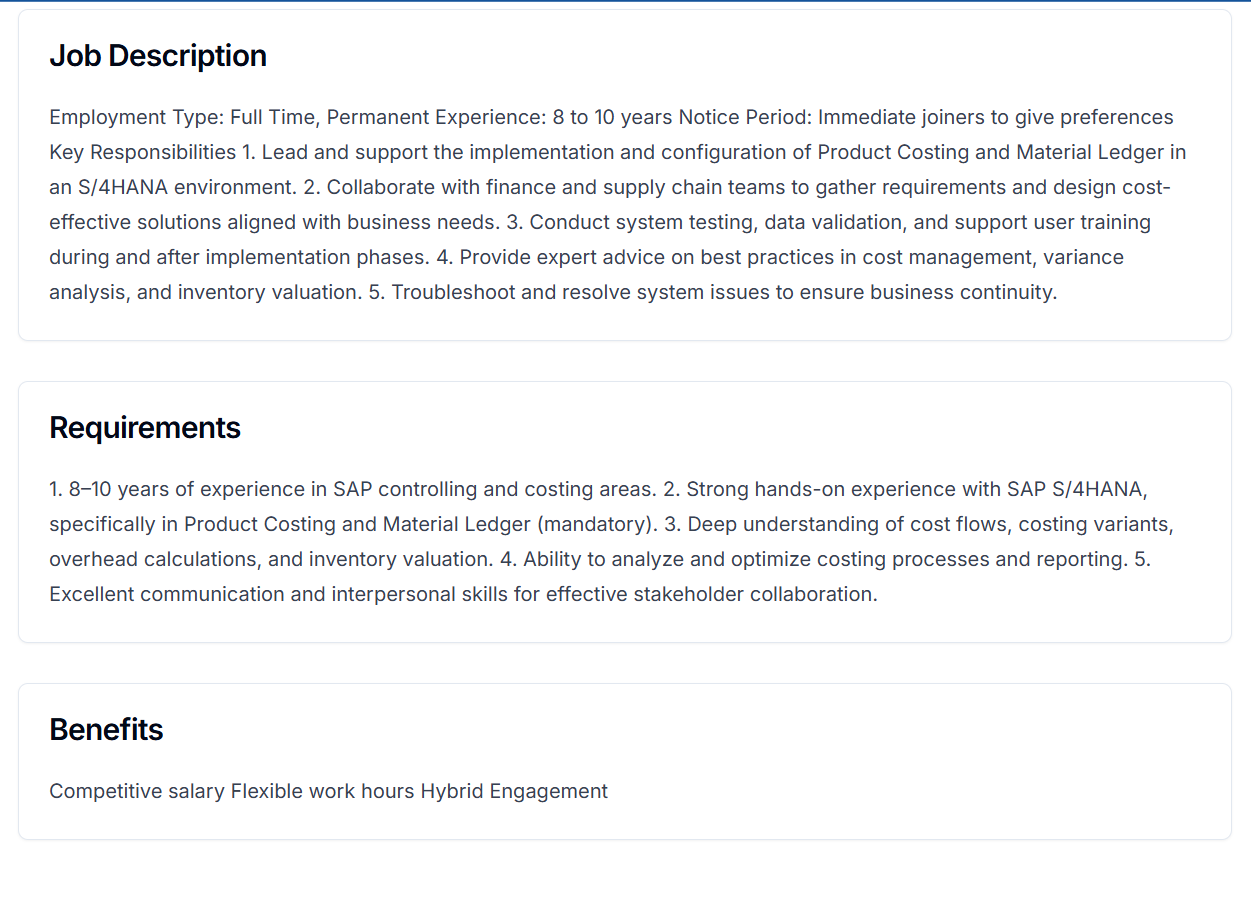 Job Description
Employment Type: Full Time, Permanent Experience: 8 to 10 years Notice Period: Immediate joiners to give preferences
Key Responsibilities 1. Lead and support the implementation and configuration of Product Costing and Material Ledger in
an S/4HANA environment. 2. Collaborate with finance and supply chain teams to gather requirements and design cost-
effective solutions aligned with business needs. 3. Conduct system testing, data validation, and support user training
during and after implementation phases. 4. Provide expert advice on best practices in cost management, variance
analysis, and inventory valuation. 5. Troubleshoot and resolve system issues to ensure business continuity.
Requirements
1. 8–10 years of experience in SAP controlling and costing areas. 2. Strong hands-on experience with SAP S/4HANA,
specifically in Product Costing and Material Ledger (mandatory). 3. Deep understanding of cost flows, costing variants,
overhead calculations, and inventory valuation. 4. Ability to analyze and optimize costing processes and reporting. 5.
Excellent communication and interpersonal skills for effective stakeholder collaboration.
Benefits
Competitive salary Flexible work hours Hybrid Engagement